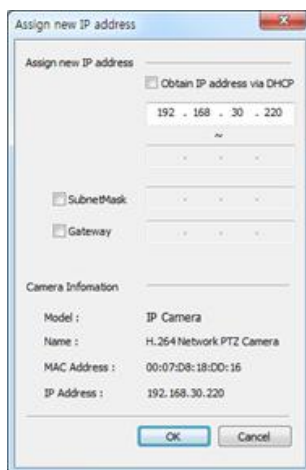 Assign new IP address
Assign new IP address
Obtain IP address via DHCP
192 . 168 . 30 . 220
~
. . .
SubnetMask . . .
Gateway . . .
Camera Infomation
Model : IP Camera
Name : H.264 Network PTZ Camera
MAC Address : 00:07:D8:18:DD:16
IP Address : 192.168.30.220
OK Cancel